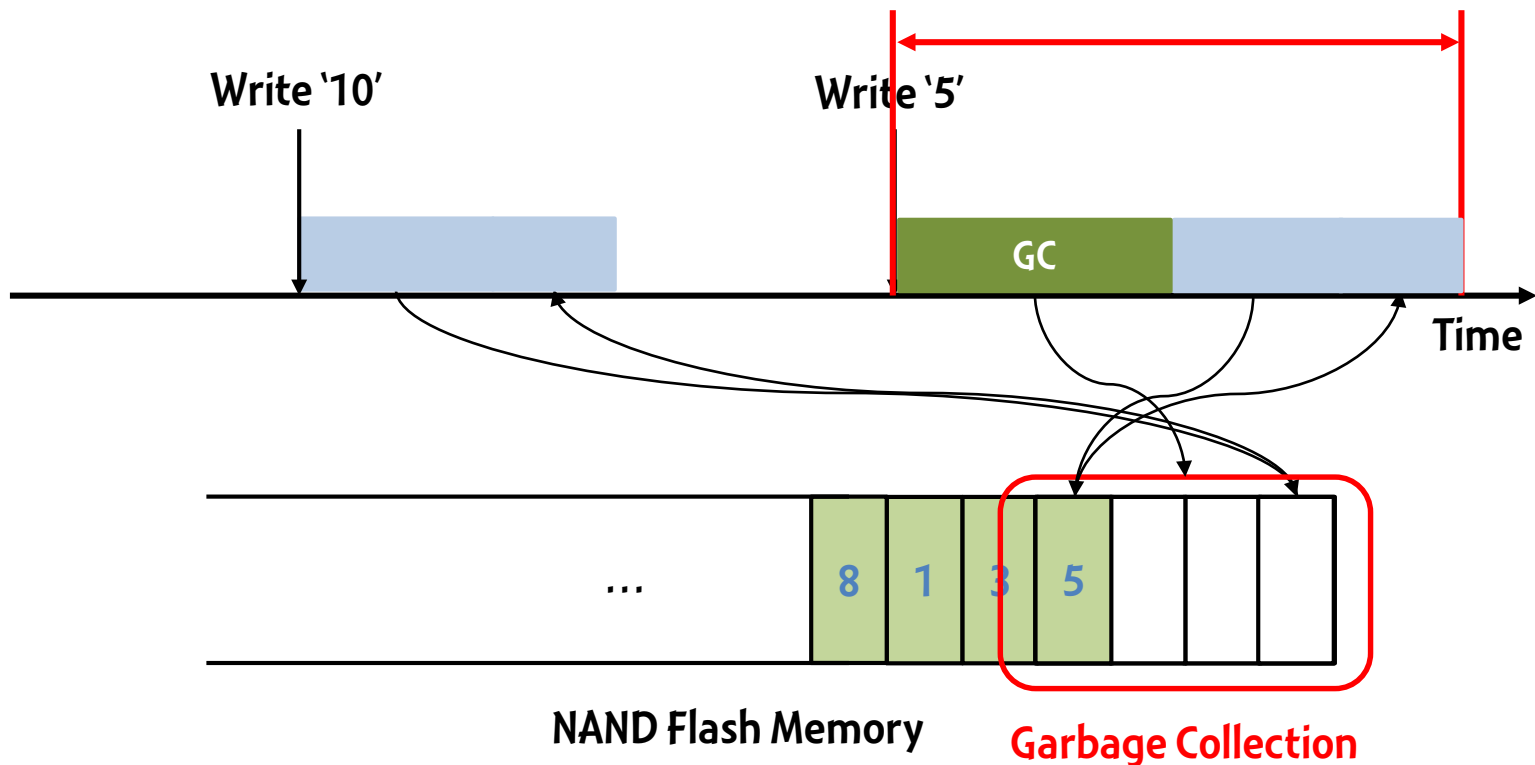 Write ‘10’
Write ‘5’
GC
Time
...
8
1
3
5
NAND Flash Memory
Garbage Collection